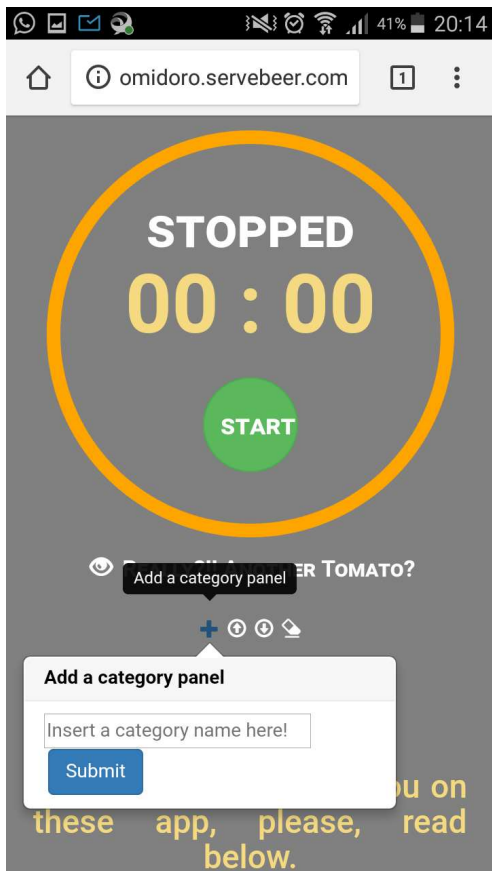 41% 20:14
omidoro.servebeer.com 1
STOPPED
00 : 00
START
Another Tomato?
Add a category panel
Add a category panel
Insert a category name here!
Submit
on
these app, please, read
below.